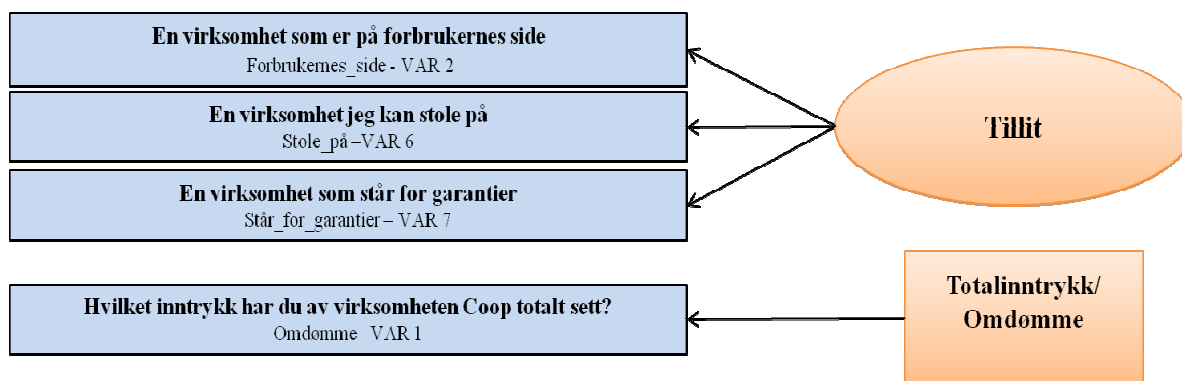 En virksomhet som er på forbrukernes side
Forbrukernes_side - VAR 2
En virksomhet jeg kan stole på
Stole_på –VAR 6
En virksomhet som står for garantier
Står_for_garantier – VAR 7
Tillit
Hvilket inntrykk har du av virksomheten Coop totalt sett?
Omdømme VAR 1
Totalinntrykk/
Omdømme